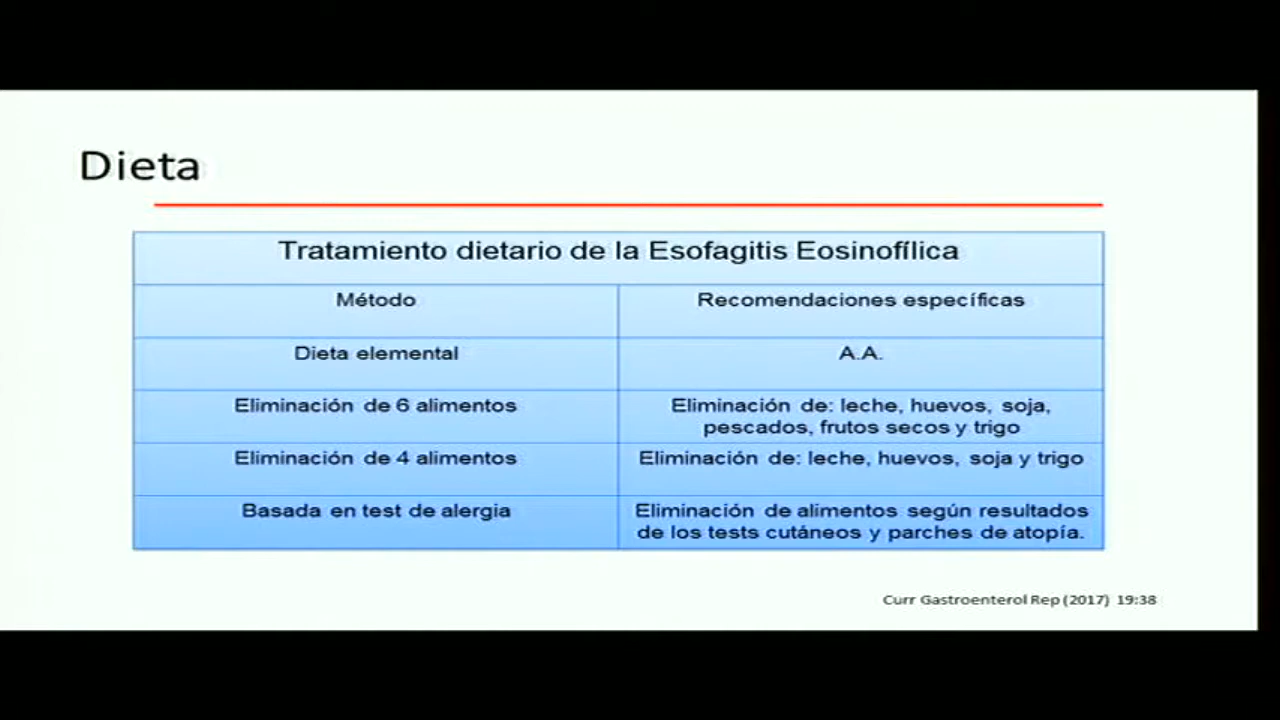 Dieta
Tratamiento dietario de la Esofagitis Eosinofílica
Método
Recomendaciones específicas
Dieta elemental
A.A.
Eliminación de 6 alimentos
Eliminación de: leche, huevos, soja,
pescados, frutos secos y trigo
Eliminación de 4 alimentos
Eliminación de: leche, huevos, soja y trigo
Basada en test de alergia
Eliminación de alimentos según resultados
de los tests cutáneos y parches de atopía.
Curr Gastroenterol Rep (2017) 19:38